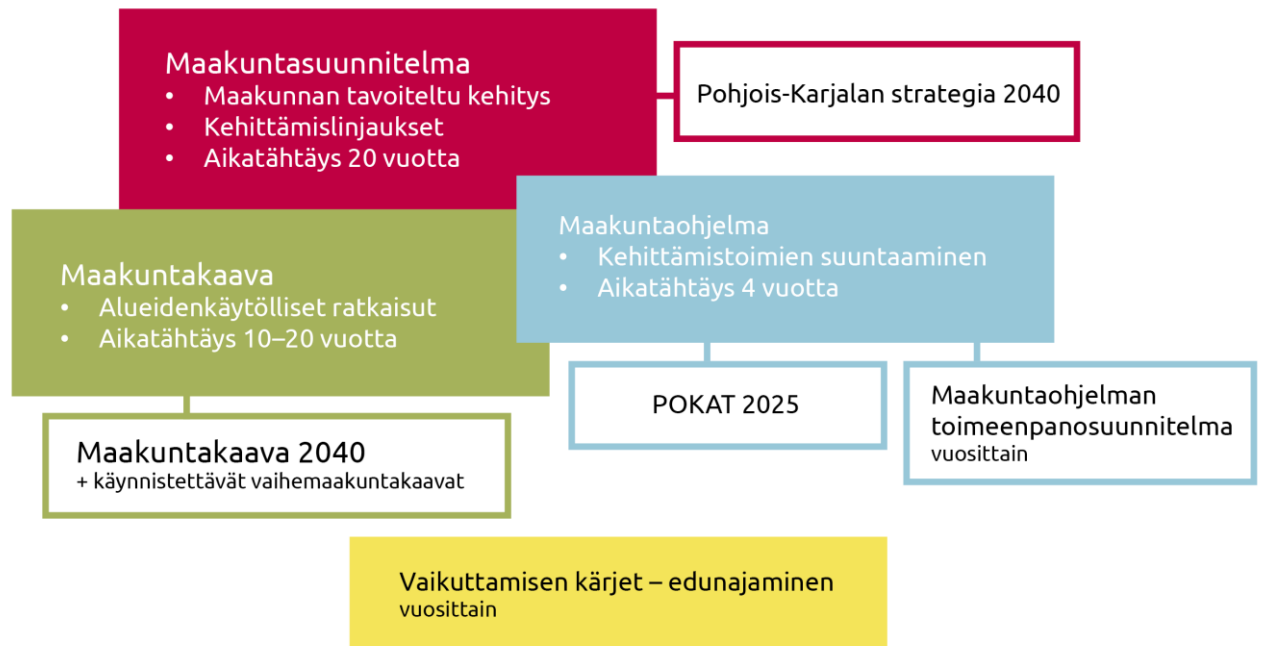 Maakuntasuunnitelma
• Maakunnan tavoiteltu kehitys
• Kehittämislinjaukset
• Aikatähtäys 20 vuotta
Pohjois-Karjalan strategia 2040
Maakuntaohjelma
• Kehittämistoimien suuntaaminen
• Aikatähtäys 4 vuotta
Maakuntakaava
• Alueidenkäytölliset ratkaisut
• Aikatähtäys 10–20 vuotta
POKAT 2025
Maakuntaohjelman
toimeenpanosuunnitelma
vuosittain
Maakuntakaava 2040
+ käynnistettävät vaihemaakuntakaavat
Vaikuttamisen kärjet – edunajaminen
vuosittain